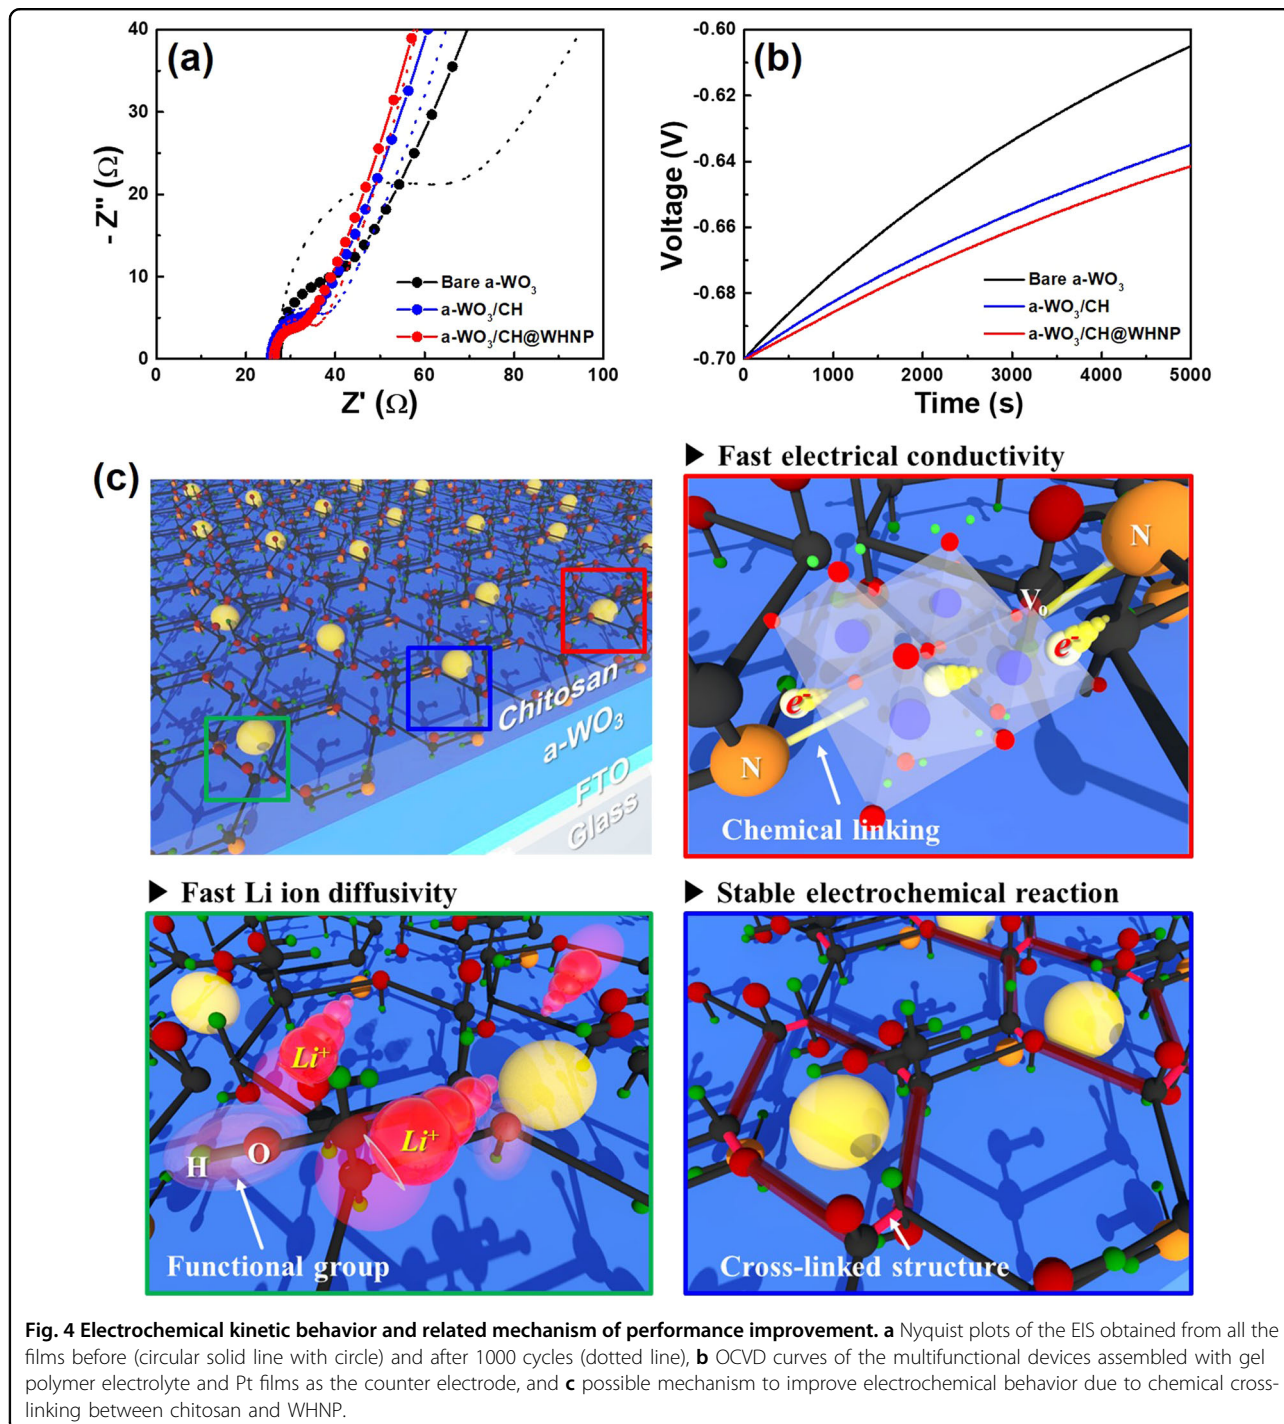 (a)
40
30
20
10
0
- Z" (Ω)
Bare a-WO₃
a-WO₃/CH
a-WO₃/CH@WHNP
0 20 40 60 80 100
Z' (Ω)
(b)
-0.60
-0.62
-0.64
-0.66
-0.68
-0.70
Voltage (V)
Bare a-WO₃
a-WO₃/CH
a-WO₃/CH@WHNP
0 1000 2000 3000 4000 5000
Time (s)
(c)
Chitosan
a-WO₃
FTO
Glass
▶ Fast electrical conductivity
N
Vₒ
e⁻
e⁻
N
Chemical linking
▶ Fast Li ion diffusivity
Li⁺
Li⁺
H O
Functional group
▶ Stable electrochemical reaction
Cross-linked structure
Fig. 4 Electrochemical kinetic behavior and related mechanism of performance improvement. a Nyquist plots of the EIS obtained from all the
films before (circular solid line with circle) and after 1000 cycles (dotted line), b OCVD curves of the multifunctional devices assembled with gel
polymer electrolyte and Pt films as the counter electrode, and c possible mechanism to improve electrochemical behavior due to chemical cross-
linking between chitosan and WHNP.